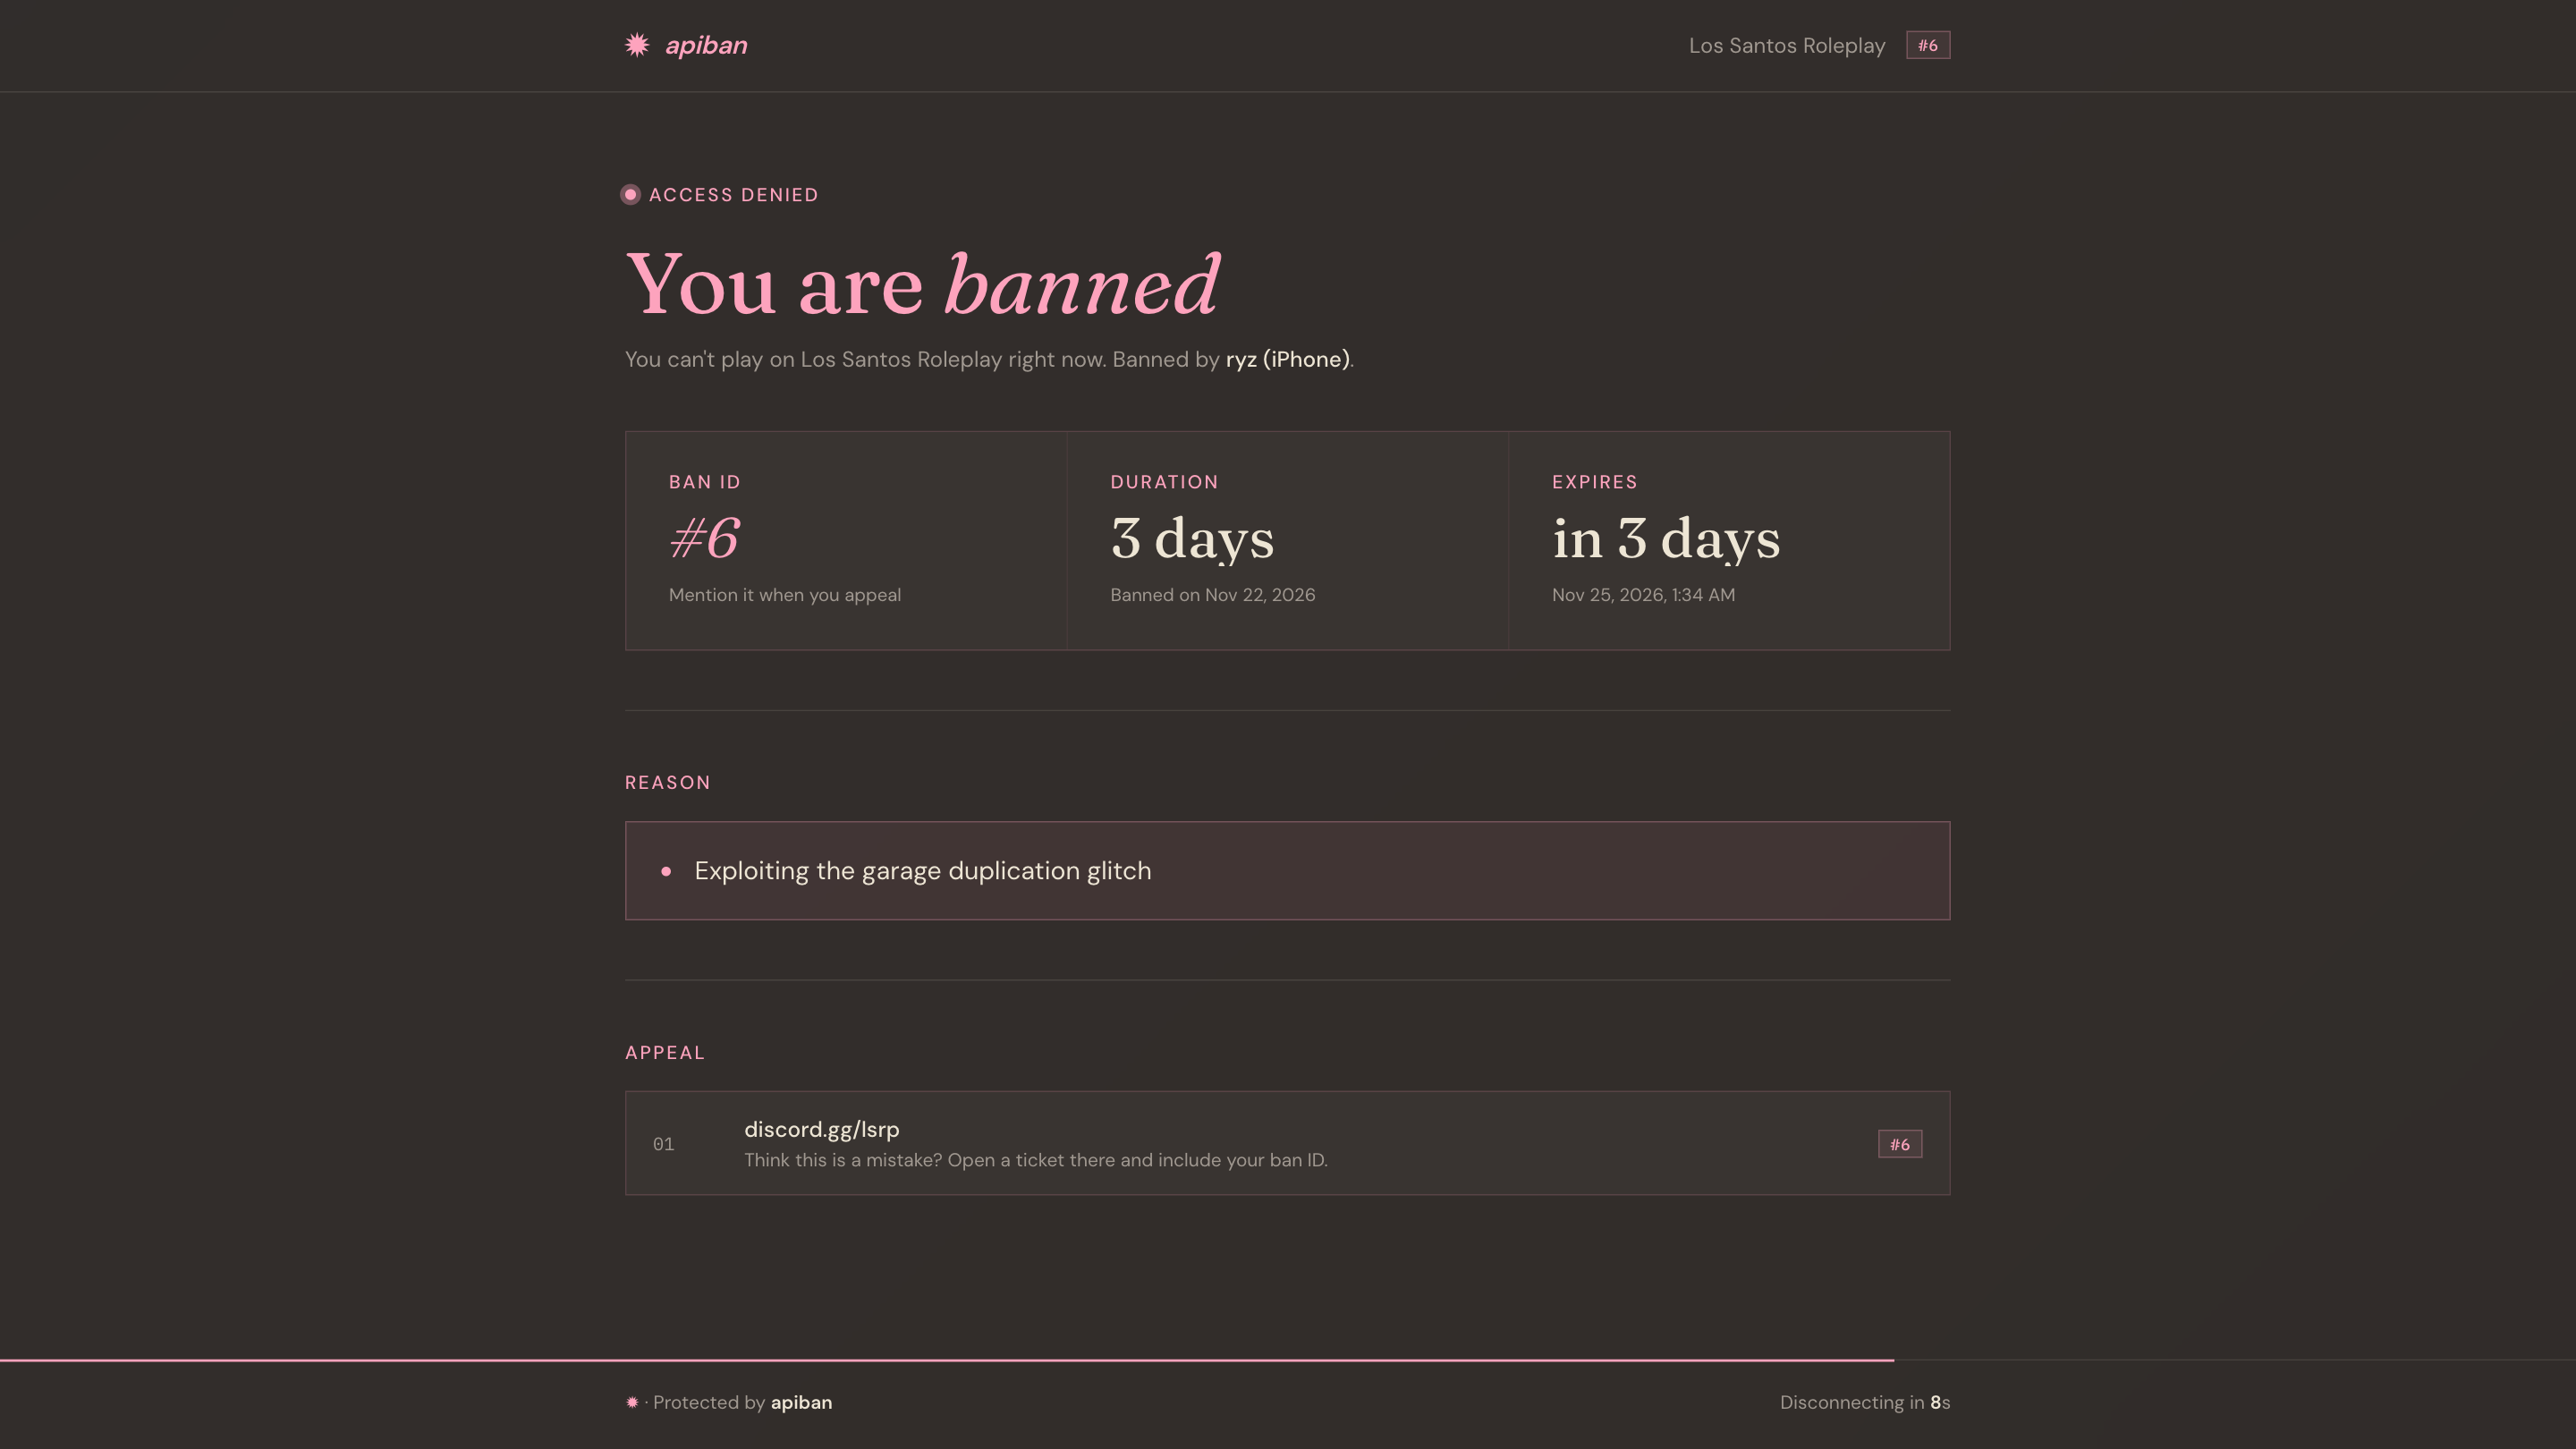 apiban
Los Santos Roleplay #6
ACCESS DENIED
You are banned
You can't play on Los Santos Roleplay right now. Banned by ryz (iPhone).
BAN ID
#6
Mention it when you appeal
DURATION
3 days
Banned on Nov 22, 2026
EXPIRES
in 3 days
Nov 25, 2026, 1:34 AM
REASON
Exploiting the garage duplication glitch
APPEAL
01
discord.gg/lsrp
Think this is a mistake? Open a ticket there and include your ban ID.
#6
· Protected by apiban
Disconnecting in 8s